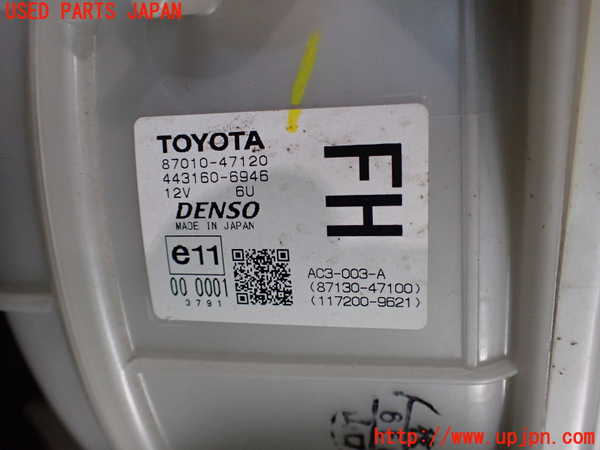 USED PARTS JAPAN
TOYOTA
87010-47120
443160-6946
12V 6U
DENSO
MADE IN JAPAN
e11
00 0001
3791
FH
AC3-003-A
(87130-47100)
(117200-9621)
http://www.upjpn.com